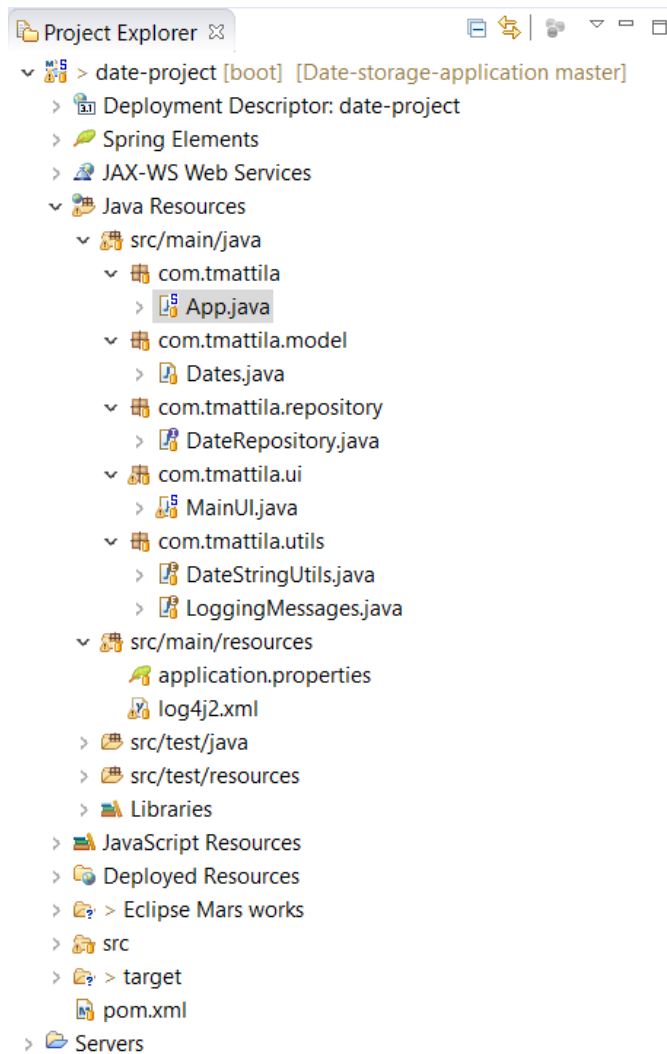 Project Explorer
> date-project [boot] [Date-storage-application master]
Deployment Descriptor: date-project
Spring Elements
JAX-WS Web Services
Java Resources
src/main/java
com.tmattila
App.java
com.tmattila.model
Dates.java
com.tmattila.repository
DateRepository.java
com.tmattila.ui
MainUI.java
com.tmattila.utils
DateStringUtils.java
LoggingMessages.java
src/main/resources
application.properties
log4j2.xml
src/test/java
src/test/resources
Libraries
JavaScript Resources
Deployed Resources
> Eclipse Mars works
src
> target
pom.xml
Servers